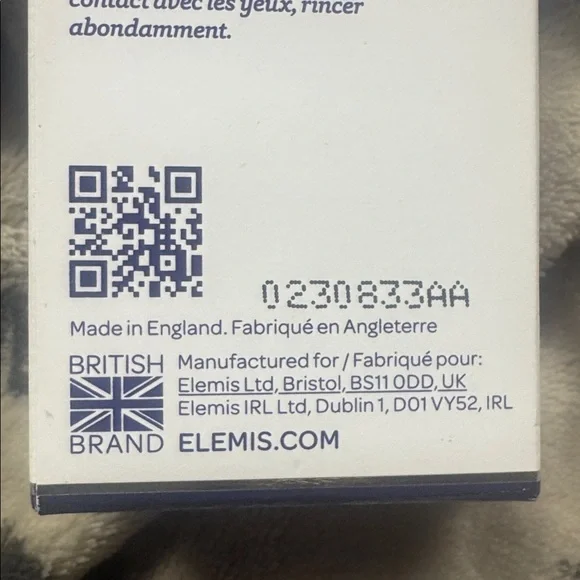 contact avec les yeux, rincer
abondamment.
0230833AA
Made in England. Fabriqué en Angleterre
BRITISH
BRAND
Manufactured for / Fabriqué pour:
Elemis Ltd, Bristol, BS11 0DD, UK
Elemis IRL Ltd, Dublin 1, D01 VY52, IRL
ELEMIS.COM